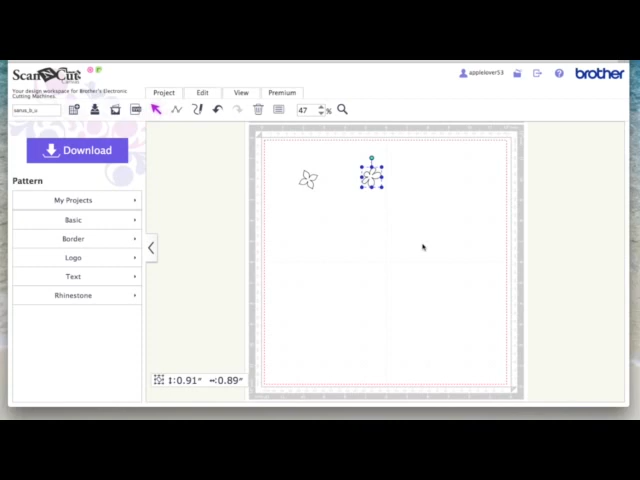 ScanNCut
Canvas
Your design workspace for Brother's Electronic
Cutting Machines.
applelover53
brother
Project
Edit
View
Premium
47 %
Download
Pattern
My Projects
Basic
Border
Logo
Text
Rhinestone
0.91" 0.89"